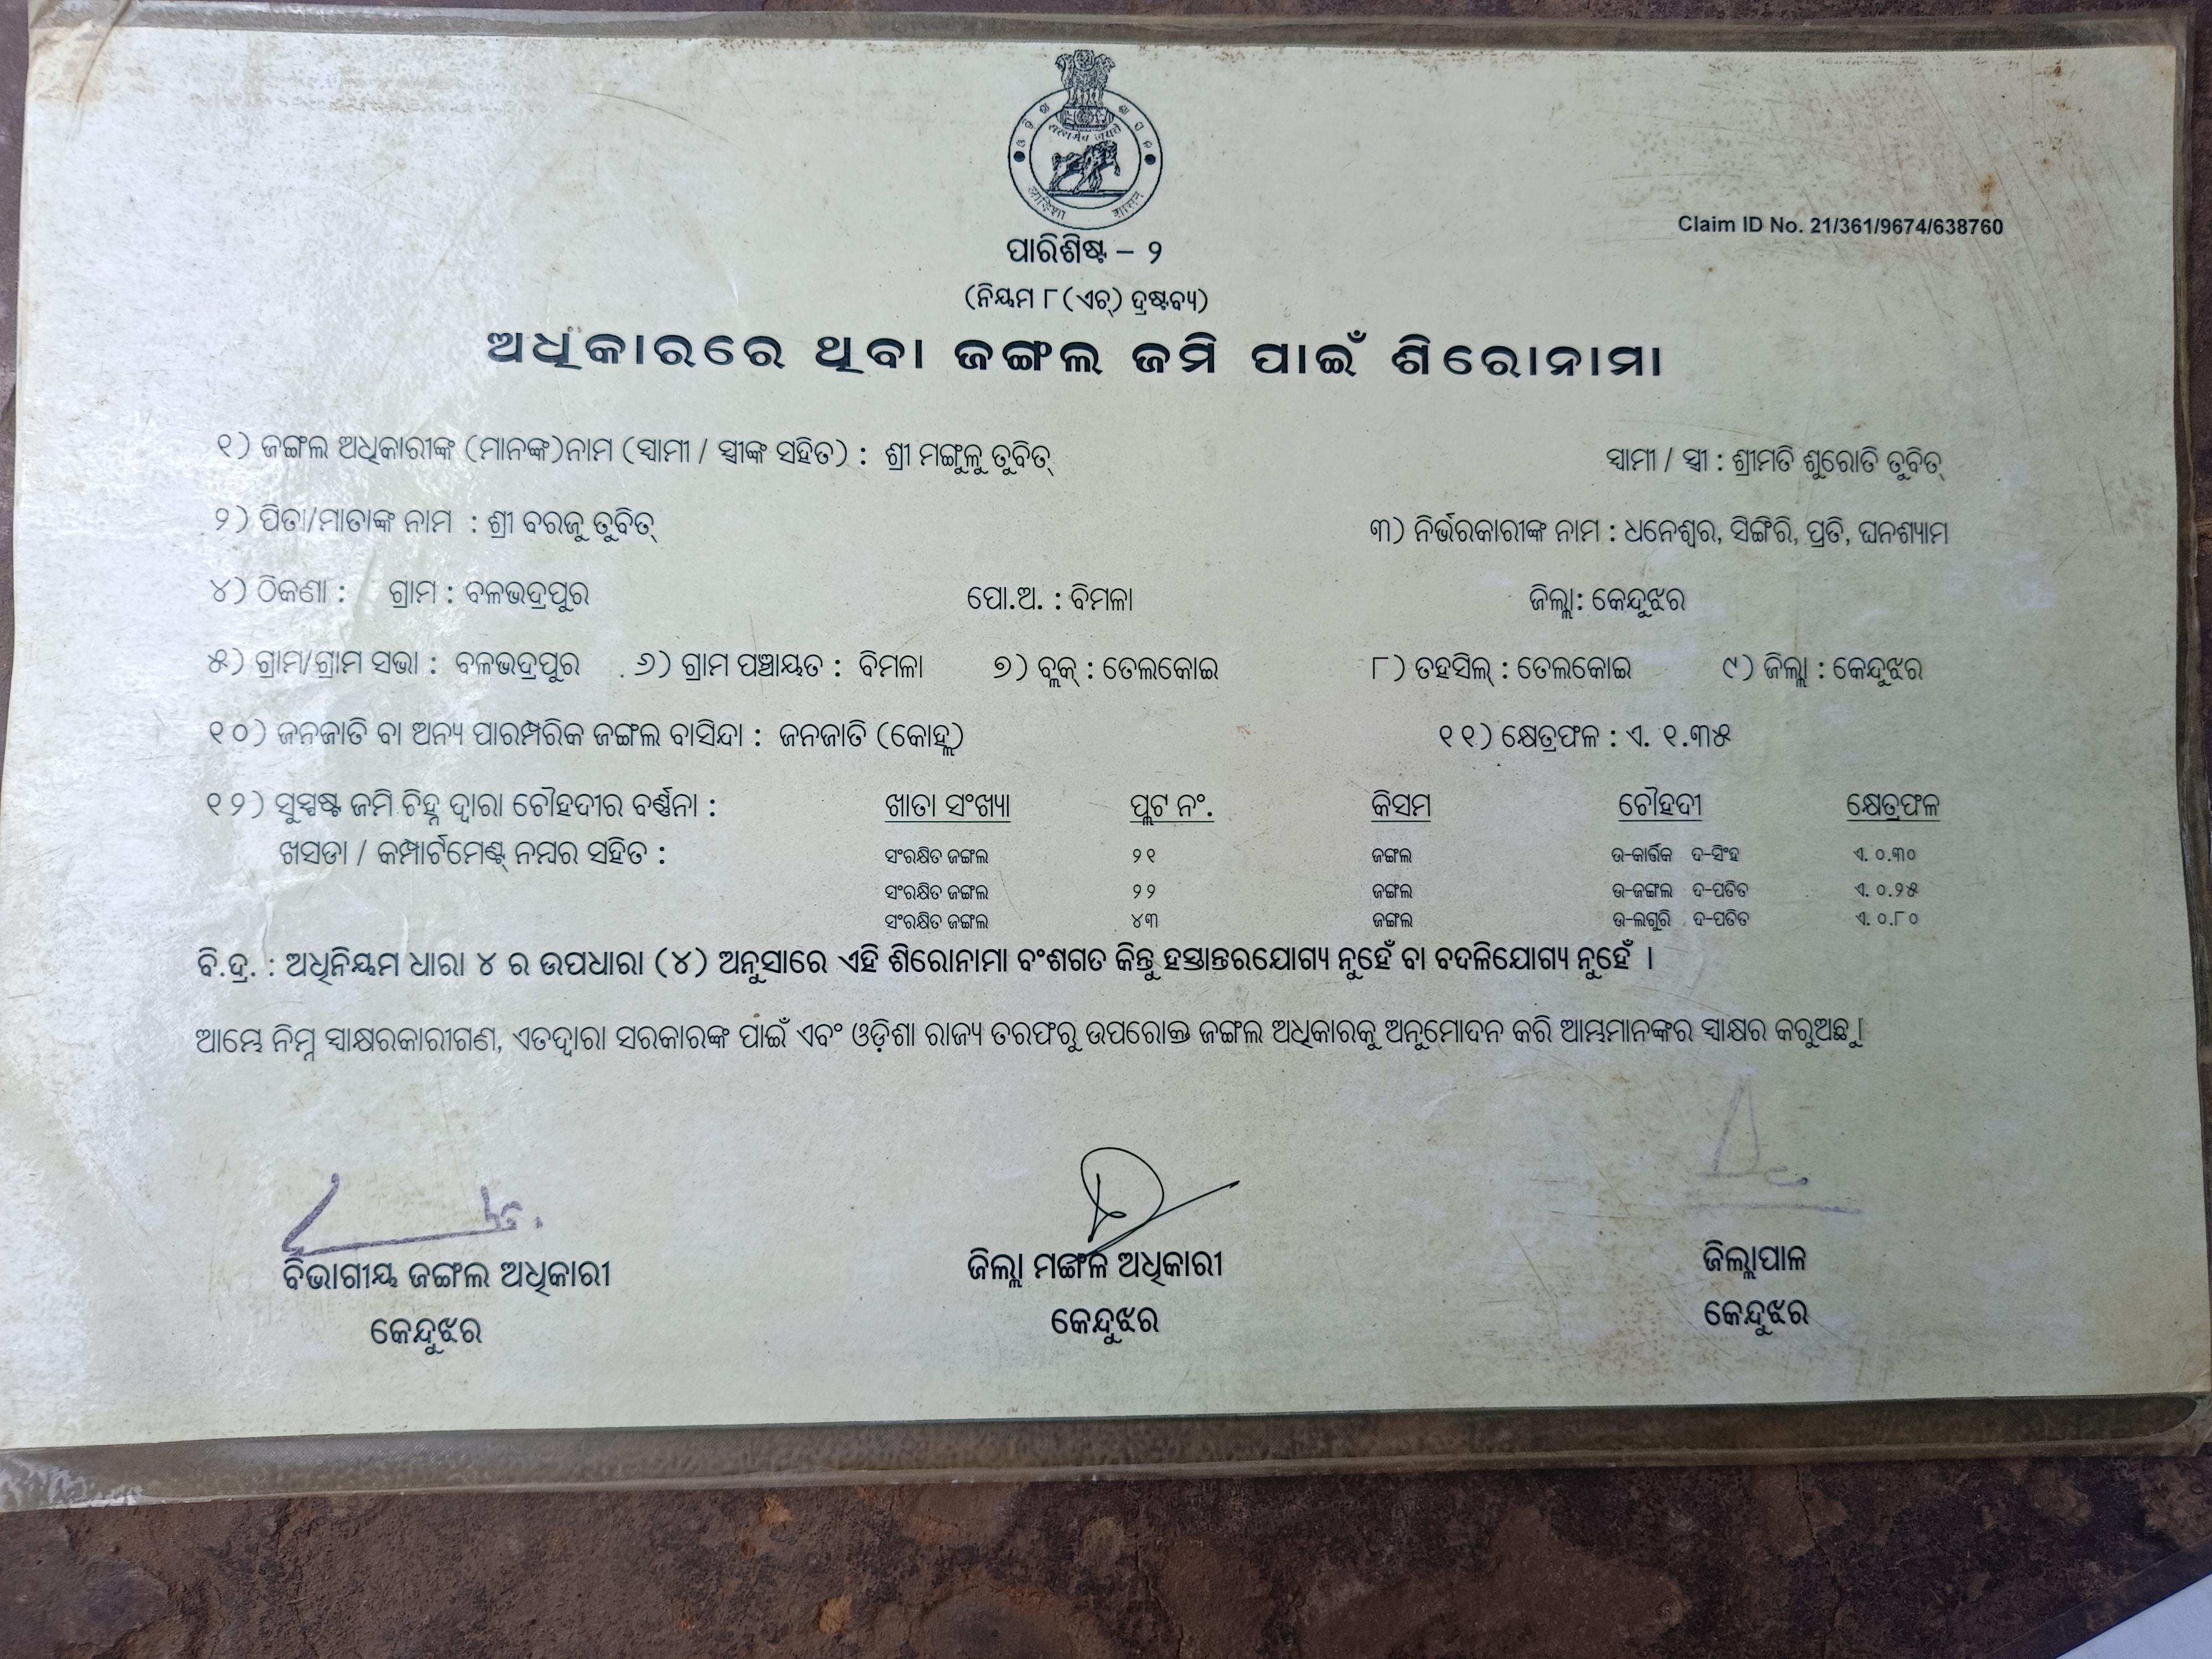 ସତ୍ୟମେବ ଜୟତେ
Claim ID No. 21/361/9674/638760
ପାରିଶିଷ୍ଟ – ୨
(ନିୟମ ୮(ଏଚ୍) ଦ୍ରଷ୍ଟବ୍ୟ)
ଅଧିକାରରେ ଥିବା ଜଙ୍ଗଲ ଜମି ପାଇଁ ଶିରୋନାମା
୧) ଜଙ୍ଗଲ ଅଧିକାରୀଙ୍କ (ମାନଙ୍କ)ନାମ (ସ୍ୱାମୀ / ସ୍ତ୍ରୀଙ୍କ ସହିତ) : ଶ୍ରୀ ମଙ୍ଗୁଳୁ ତୁବିତ୍ ସ୍ୱାମୀ / ସ୍ତ୍ରୀ : ଶ୍ରୀମତି ଶୁରୋତି ତୁବିତ୍
୨) ପିତା/ମାତାଙ୍କ ନାମ : ଶ୍ରୀ ବରଜୁ ତୁବିତ୍ ୩) ନିର୍ଭରକାରୀଙ୍କ ନାମ : ଧନେଶ୍ୱର, ସିଙ୍ଗିରି, ପ୍ରତି, ଘନଶ୍ୟାମ
୪) ଠିକଣା : ଗ୍ରାମ : ବଳଭଦ୍ରପୁର ପୋ.ଅ. : ବିମଳା ଜିଲ୍ଲା: କେନ୍ଦୁଝର
୫) ଗ୍ରାମ/ଗ୍ରାମ ସଭା : ବଳଭଦ୍ରପୁର . ୬) ଗ୍ରାମ ପଞ୍ଚାୟତ : ବିମଳା ୭) ବ୍ଲକ୍ : ତେଲକୋଇ ୮) ତହସିଲ୍ : ତେଲକୋଇ ୯) ଜିଲ୍ଲା : କେନ୍ଦୁଝର
୧୦) ଜନଜାତି ବା ଅନ୍ୟ ପାରମ୍ପରିକ ଜଙ୍ଗଲ ବାସିନ୍ଦା : ଜନଜାତି (କୋହ୍ଲ) ୧୧) କ୍ଷେତ୍ରଫଳ : ଏ. ୧.୩୫
୧୨) ସୁସ୍ପଷ୍ଟ ଜମି ଚିହ୍ନ ଦ୍ୱାରା ଚୌହଦୀର ବର୍ଣ୍ଣନା : ଖାତା ସଂଖ୍ୟା ପ୍ଲଟ ନଂ. କିସମ ଚୌହଦୀ କ୍ଷେତ୍ରଫଳ
ଖସଡା / କମ୍ପାର୍ଟମେଣ୍ଟ୍ ନମ୍ବର ସହିତ : ସଂରକ୍ଷିତ ଜଙ୍ଗଲ ୨୧ ଜଙ୍ଗଲ ଉ-କାର୍ତ୍ତିକ ଦ-ସିଂହ ଏ. ୦.୩୦
ସଂରକ୍ଷିତ ଜଙ୍ଗଲ ୨୨ ଜଙ୍ଗଲ ଉ-ଜଙ୍ଗଲ ଦ-ପତିତ ଏ. ୦.୨୫
ସଂରକ୍ଷିତ ଜଙ୍ଗଲ ୪୩ ଜଙ୍ଗଲ ଉ-ଲଗୁରି ଦ-ପତିତ ଏ. ୦.୮୦
ବି.ଦ୍ର. : ଅଧିନିୟମ ଧାରା ୪ ର ଉପଧାରା (୪) ଅନୁସାରେ ଏହି ଶିରୋନାମା ବଂଶଗତ କିନ୍ତୁ ହସ୍ତାନ୍ତରଯୋଗ୍ୟ ନୁହେଁ ବା ବଦଳିଯୋଗ୍ୟ ନୁହେଁ ।
ଆମ୍ଭେ ନିମ୍ନ ସ୍ୱାକ୍ଷରକାରୀଗଣ, ଏତଦ୍ୱାରା ସରକାରଙ୍କ ପାଇଁ ଏବଂ ଓଡ଼ିଶା ରାଜ୍ୟ ତରଫରୁ ଉପରୋକ୍ତ ଜଙ୍ଗଲ ଅଧିକାରକୁ ଅନୁମୋଦନ କରି ଆମ୍ଭମାନଙ୍କର ସ୍ୱାକ୍ଷର କରୁଅଛୁ।
ବିଭାଗୀୟ ଜଙ୍ଗଲ ଅଧିକାରୀ ଜିଲ୍ଲା ମଙ୍ଗଳ ଅଧିକାରୀ ଜିଲ୍ଲାପାଳ
କେନ୍ଦୁଝର କେନ୍ଦୁଝର କେନ୍ଦୁଝର